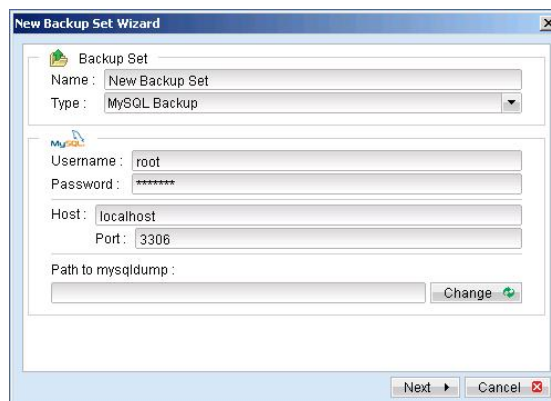 New Backup Set Wizard
Backup Set
Name : New Backup Set
Type : MySQL Backup
MySQL
Username : root
Password : *******
Host : localhost
Port : 3306
Path to mysqldump :
Change
Next Cancel